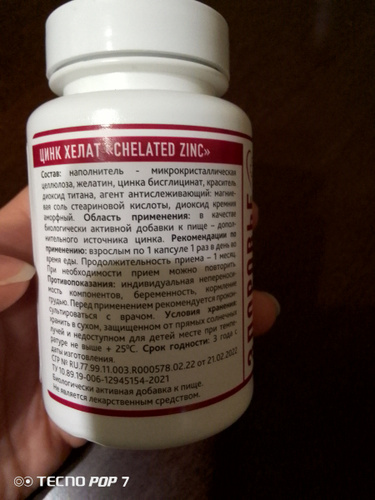 ЦИНК ХЕЛАТ «CHELATED ZINC»
Состав: наполнитель - микрокристаллическая
целлюлоза, желатин, цинка бисглицинат, краситель
диоксид титана, агент антислеживающий: магние-
вая соль стеариновой кислоты, диоксид кремния
аморфный. Область применения: в качестве
биологически активной добавки к пище - допол-
нительного источника цинка. Рекомендации по
применению: взрослым по 1 капсуле 1 раз в день во
время еды. Продолжительность приема – 1 месяц.
При необходимости прием можно повторить.
Противопоказания: индивидуальная неперено-
мость компонентов, беременность, кормление
грудью. Перед применением рекомендуется прокон-
сультироваться с врачом. Условия хранения:
хранить в сухом, защищенном от прямых солнечных
лучей и недоступном для детей месте при темпе-
ратуре не выше + 25°С. Срок годности: 3 года с
даты изготовления.
СГР № RU.77.99.11.003.R000578.02.22 от 21.02.2022
ТУ 10.89.19-006-12945154-2021
Биологически активная добавка к пище.
Не является лекарственным средством.
ЗДОРОВЬЕ
TECNO POP 7